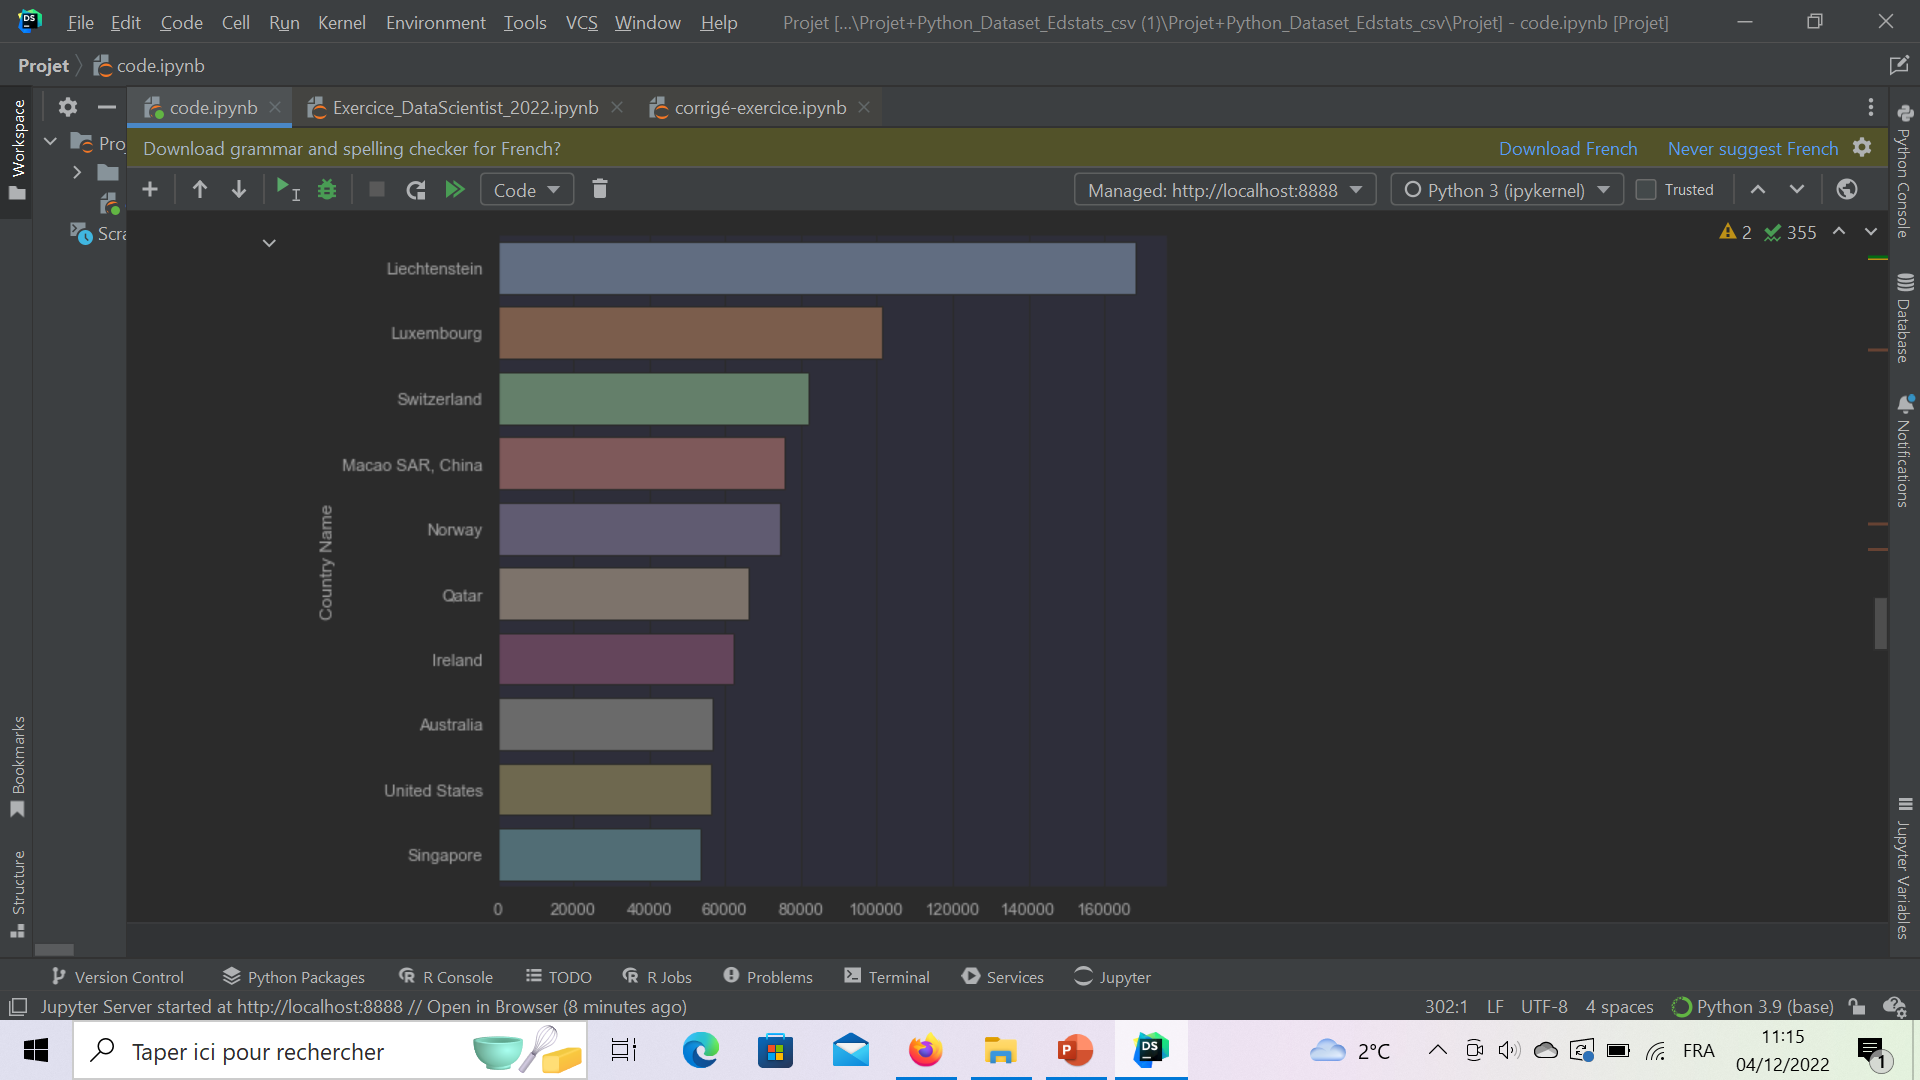 File Edit Code Cell Run Kernel Environment Tools VCS Window Help Projet [...\Projet+Python_Dataset_Edstats_csv (1)\Projet+Python_Dataset_Edstats_csv\Projet] - code.ipynb [Projet]
Projet code.ipynb
code.ipynb Exercice_DataScientist_2022.ipynb corrigé-exercice.ipynb
Proj
Download grammar and spelling checker for French? Download French Never suggest French
Code Managed: http://localhost:8888 Python 3 (ipykernel) Trusted
Scra
2 355
Workspace
Bookmarks
Structure
Python Console
Database
Notifications
Jupyter Variables
Country Name
Liechtenstein
Luxembourg
Switzerland
Macao SAR, China
Norway
Qatar
Ireland
Australia
United States
Singapore
0 20000 40000 60000 80000 100000 120000 140000 160000
Version Control Python Packages R Console TODO R Jobs Problems Terminal Services Jupyter
Jupyter Server started at http://localhost:8888 // Open in Browser (8 minutes ago) 302:1 LF UTF-8 4 spaces Python 3.9 (base)
Taper ici pour rechercher 2°C FRA 11:15
04/12/2022 1